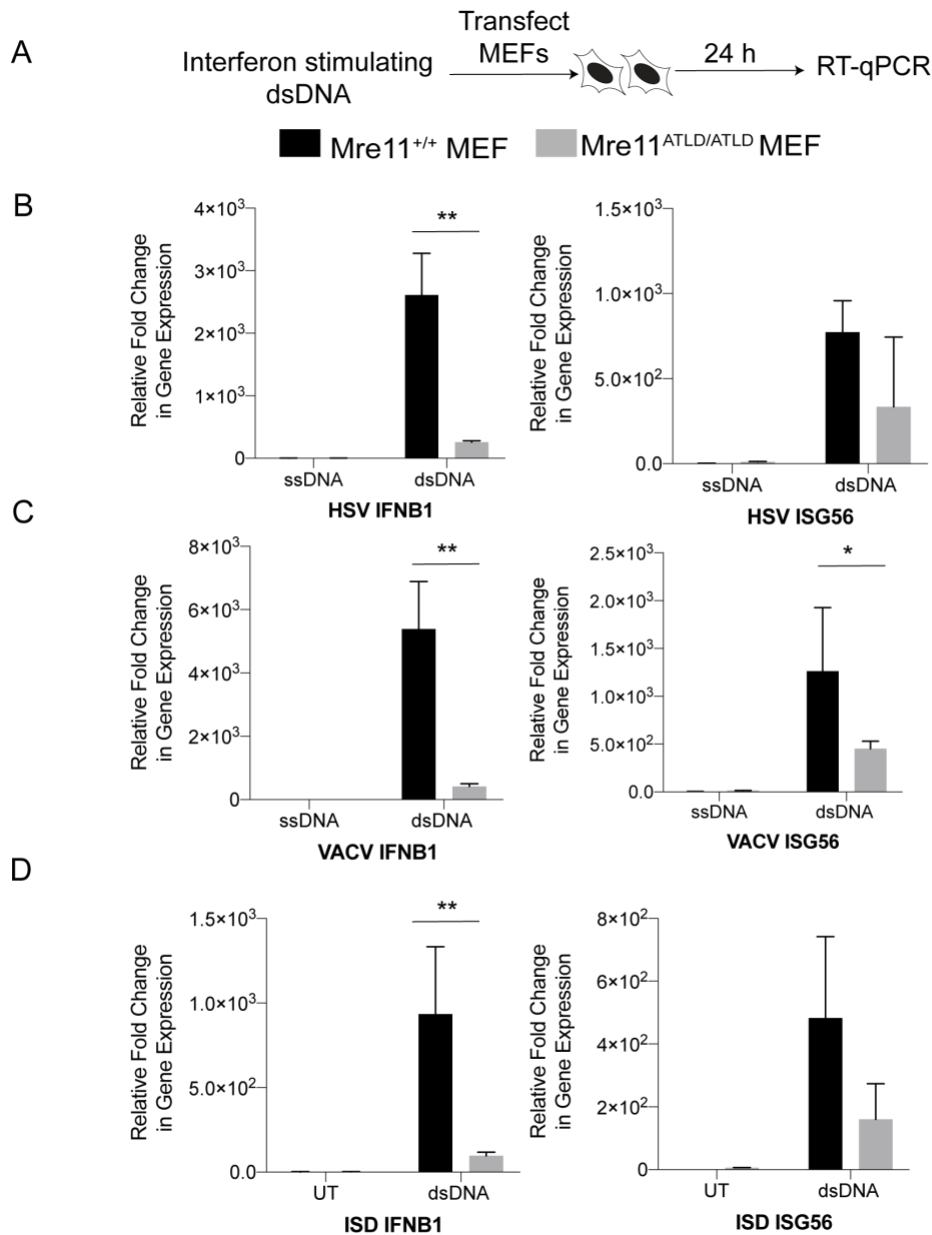 A
Interferon stimulating
dsDNA
Transfect
MEFs
24 h
RT-qPCR
Mre11⁺/⁺ MEF
Mre11ᴬᵀᴸᴰ/ᴬᵀᴸᴰ MEF
B
Relative Fold Change
in Gene Expression
4×10³
3×10³
2×10³
1×10³
0
**
ssDNA
dsDNA
HSV IFNB1
Relative Fold Change
in Gene Expression
1.5×10³
1.0×10³
5.0×10²
0.0
ssDNA
dsDNA
HSV ISG56
C
Relative Fold Change
in Gene Expression
8×10³
6×10³
4×10³
2×10³
0
**
ssDNA
dsDNA
VACV IFNB1
Relative Fold Change
in Gene Expression
2.5×10³
2.0×10³
1.5×10³
1.0×10³
5.0×10²
0.0
*
ssDNA
dsDNA
VACV ISG56
D
Relative Fold Change
in Gene Expression
1.5×10³
1.0×10³
5.0×10²
0.0
**
UT
dsDNA
ISD IFNB1
Relative Fold Change
in Gene Expression
8×10²
6×10²
4×10²
2×10²
0
UT
dsDNA
ISD ISG56